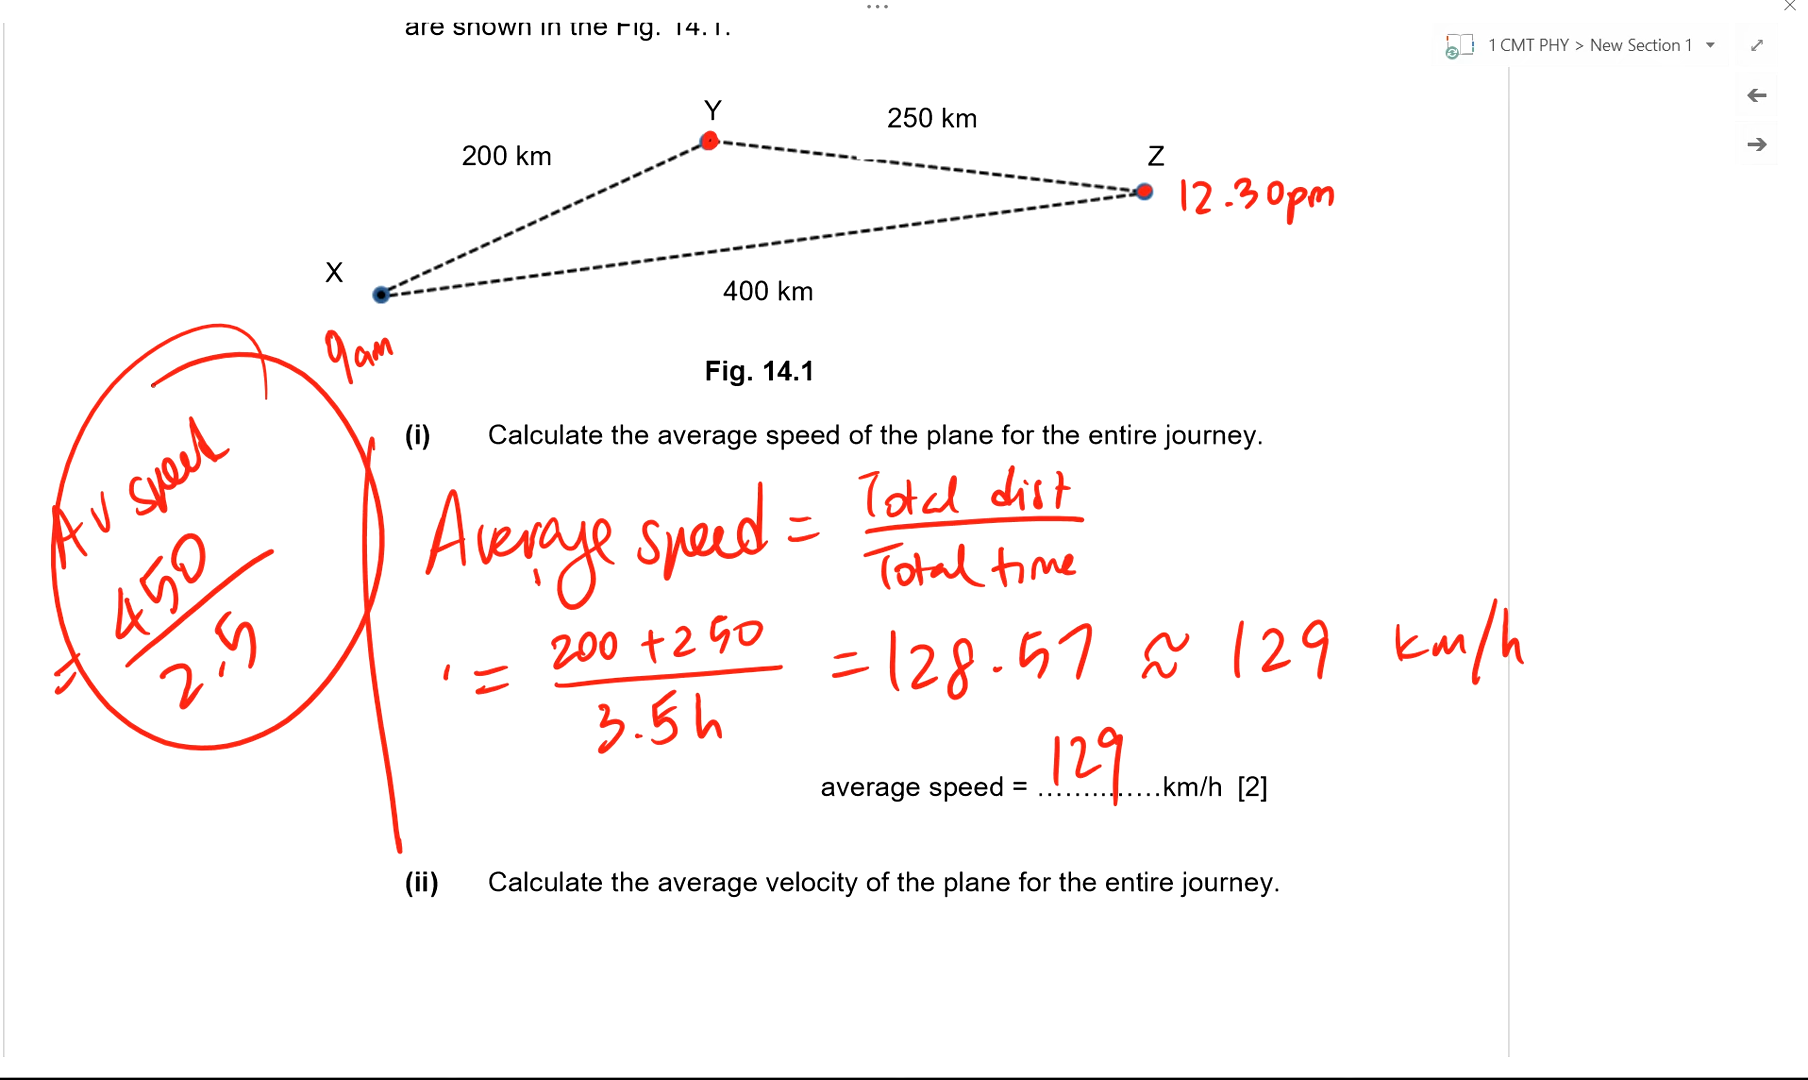 are shown in the Fig. 14.1.
1 CMT PHY > New Section 1
Y
250 km
200 km
Z
12.30pm
X
400 km
9am
Fig. 14.1
(i) Calculate the average speed of the plane for the entire journey.
Average speed = Total dist / Total time
= 200 + 250 / 3.5h = 128.57 ≈ 129 km/h
AV speed
= 450 / 2.5
average speed = 129 km/h [2]
(ii) Calculate the average velocity of the plane for the entire journey.